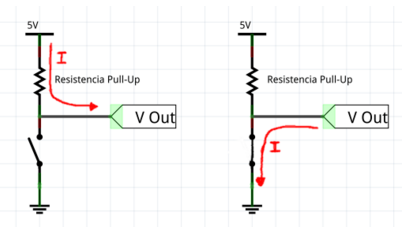 5V
I
Resistencia Pull-Up
V Out
5V
Resistencia Pull-Up
V Out
I